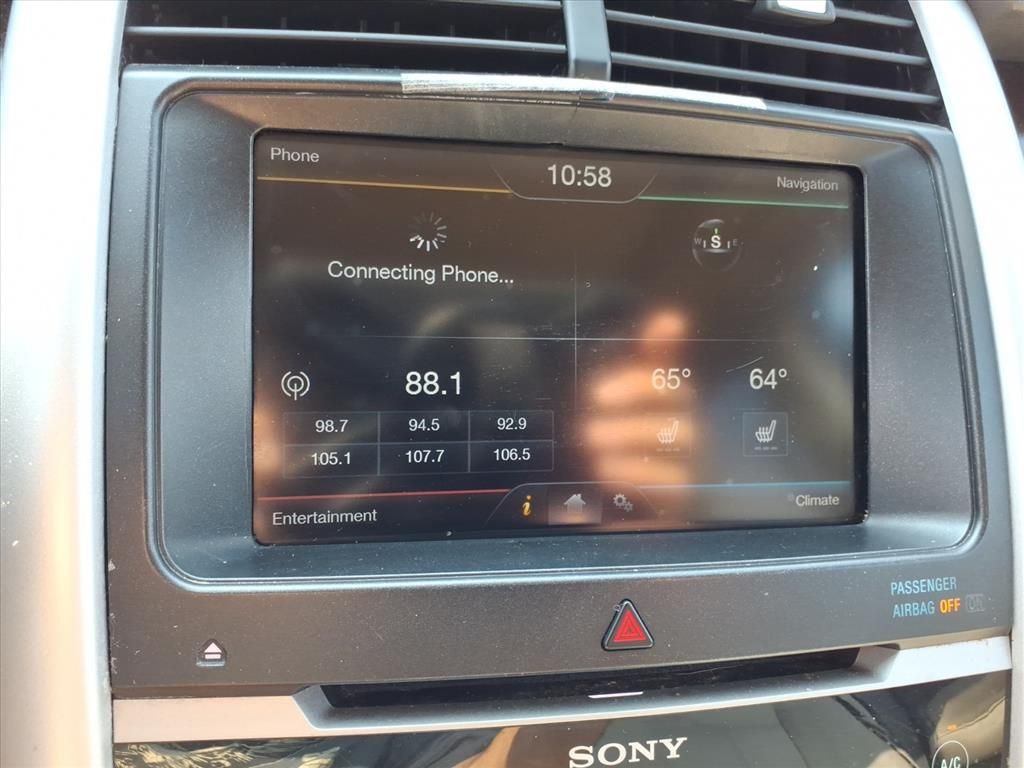 Phone
10:58
Navigation
W S E
Connecting Phone...
88.1
65° 64°
98.7 94.5 92.9
105.1 107.7 106.5
i
Entertainment
Climate
PASSENGER
AIRBAG OFF ON
SONY
A/C